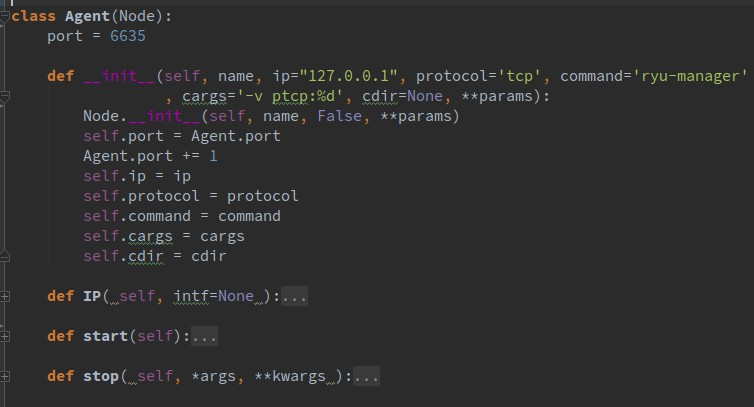 class Agent(Node):
    port = 6635
    def __init__(self, name, ip="127.0.0.1", protocol='tcp', command='ryu-manager'
                 , cargs='-v ptcp:%d', cdir=None, **params):
        Node.__init__(self, name, False, **params)
        self.port = Agent.port
        Agent.port += 1
        self.ip = ip
        self.protocol = protocol
        self.command = command
        self.cargs = cargs
        self.cdir = cdir
    def IP( self, intf=None ):...
    def start(self):...
    def stop( self, *args, **kwargs ):...